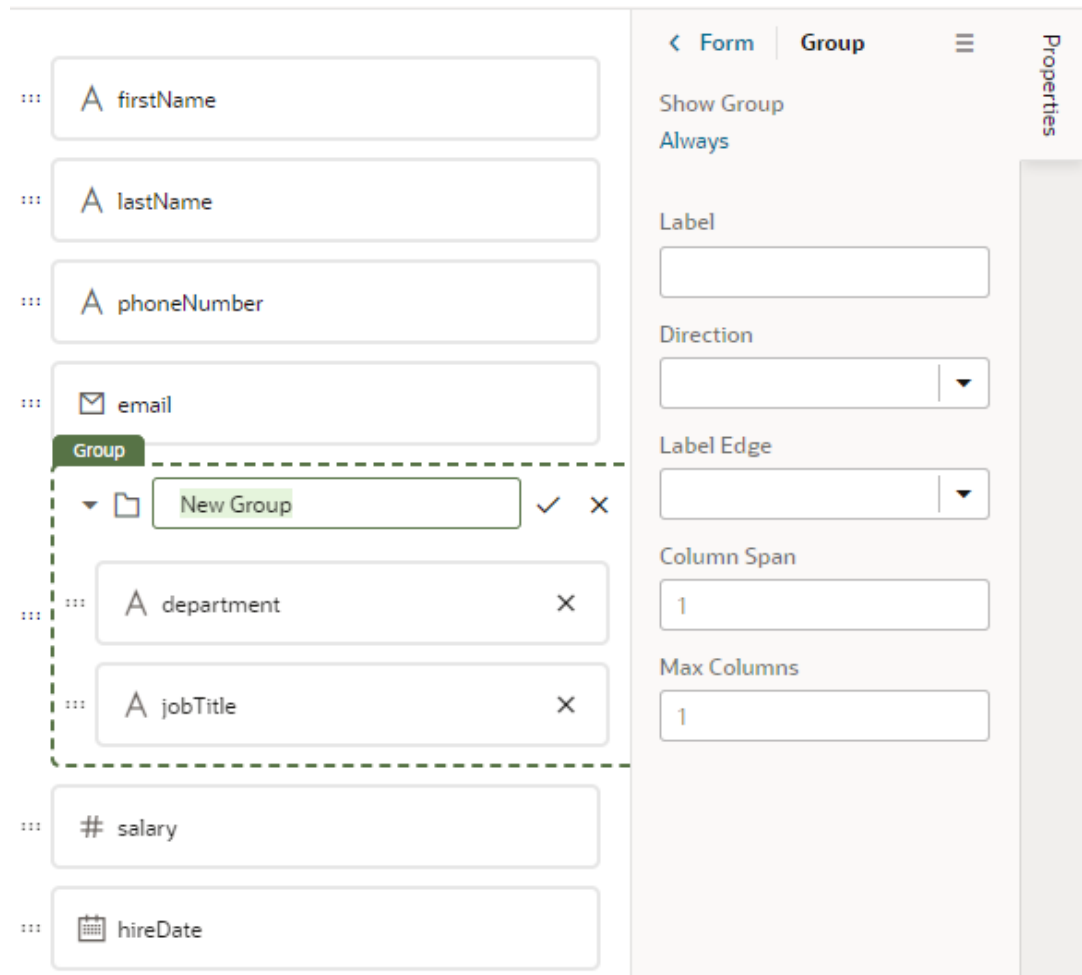 firstName
lastName
phoneNumber
email
Group
New Group
department
jobTitle
salary
hireDate
Form
Group
Show Group
Always
Label
Direction
Label Edge
Column Span
1
Max Columns
1
Properties